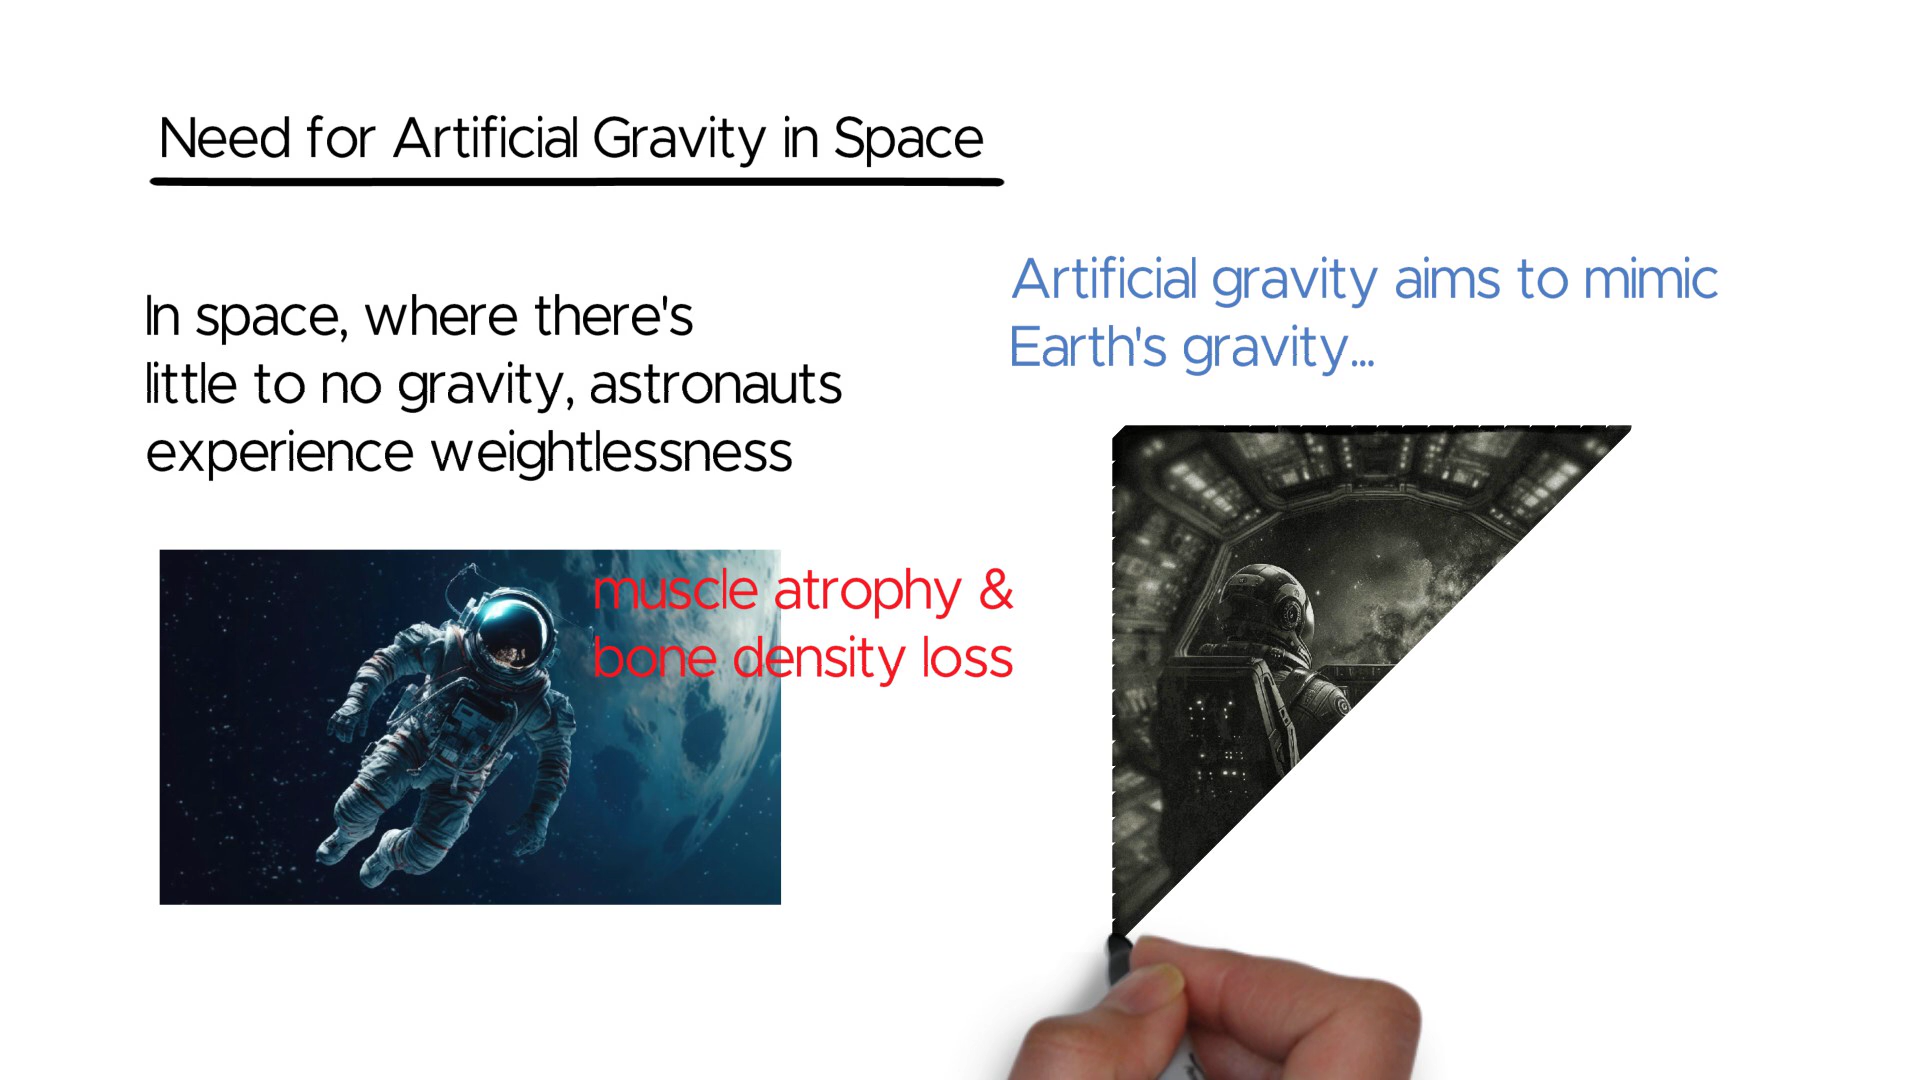 Need for Artificial Gravity in Space
In space, where there's
little to no gravity, astronauts
experience weightlessness
muscle atrophy &
bone density loss
Artificial gravity aims to mimic
Earth's gravity...